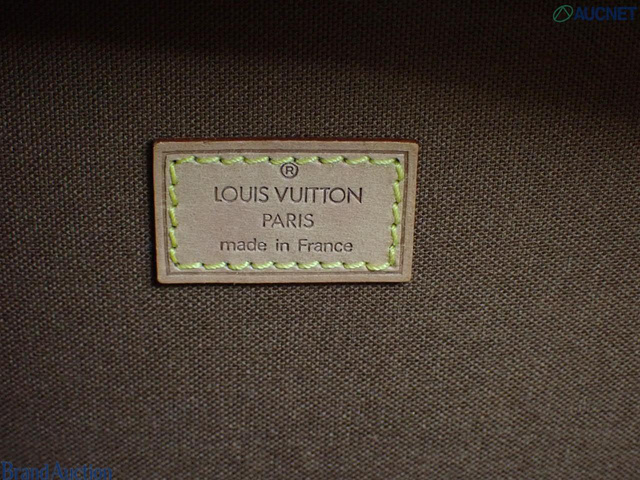 AUCNET
®
LOUIS VUITTON
PARIS
made in France
Brand Auction